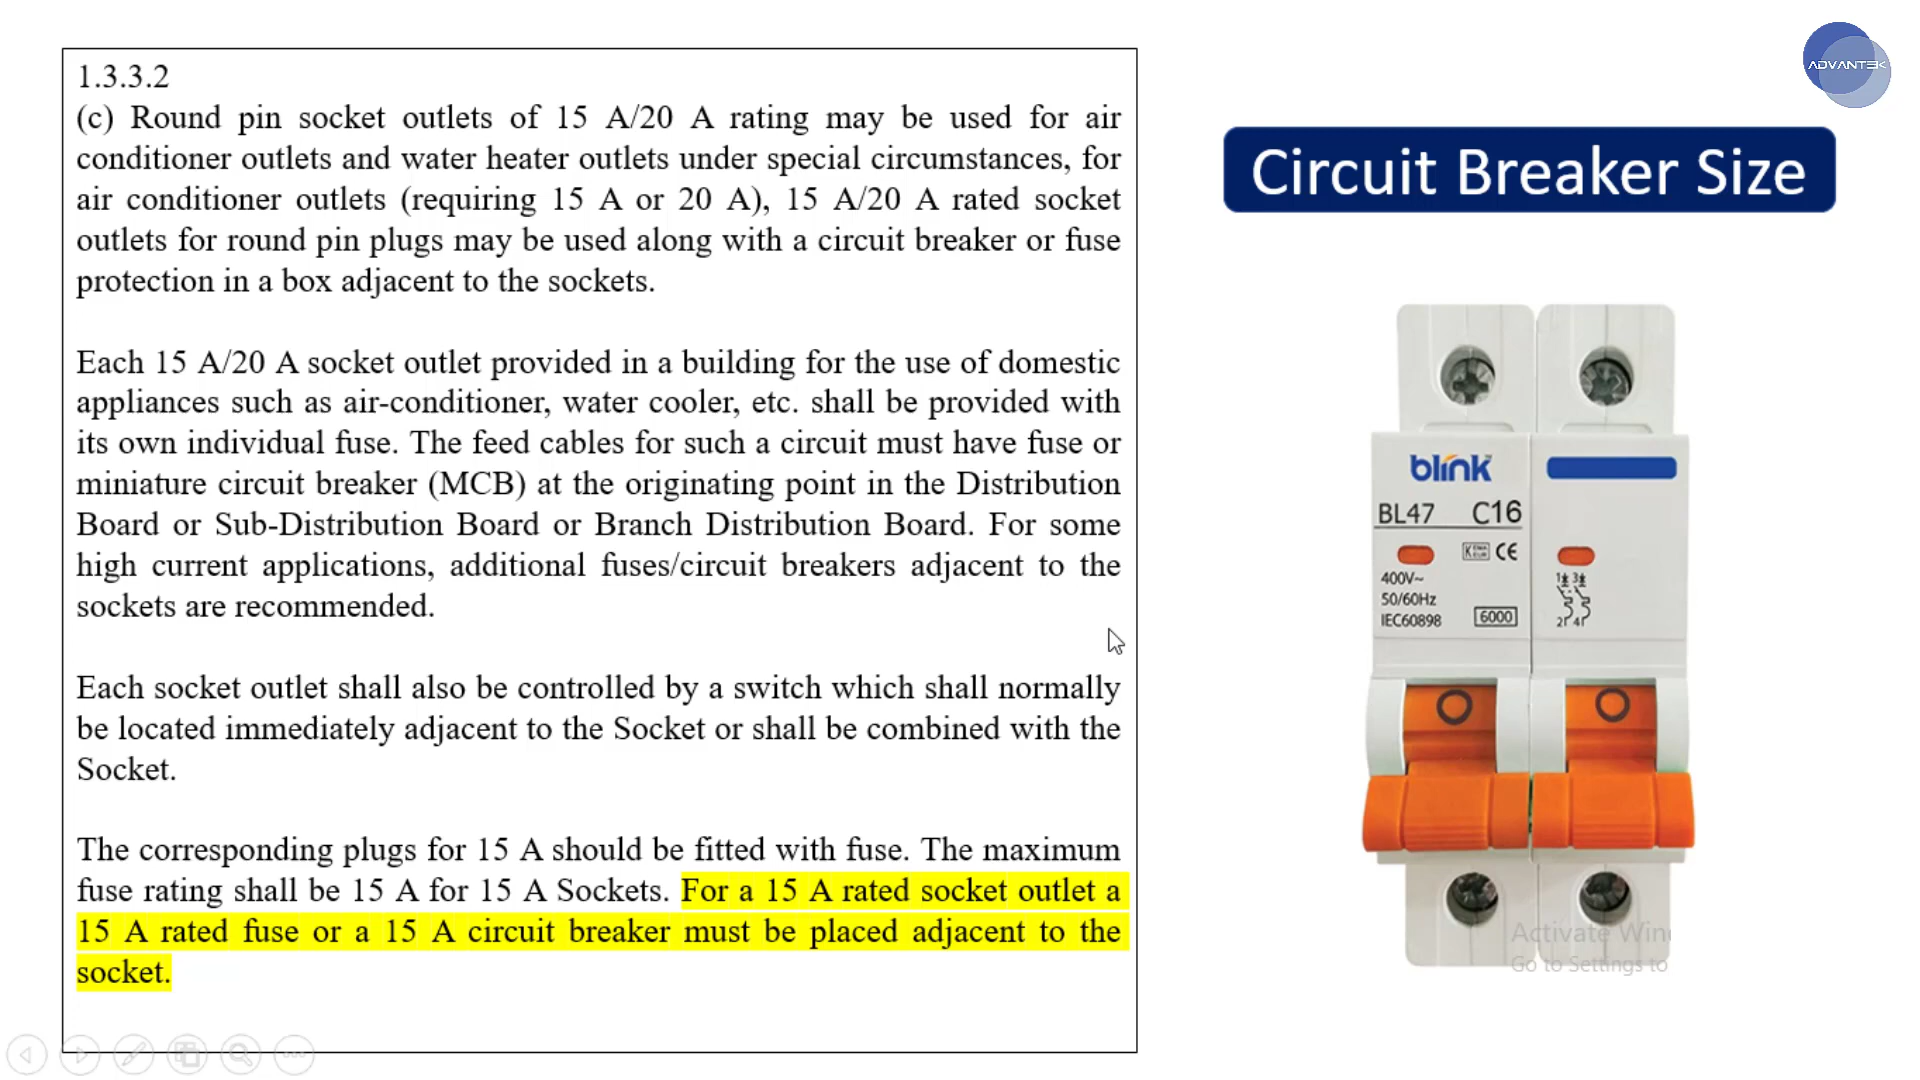 ADVANTEK
1.3.3.2
(c) Round pin socket outlets of 15 A/20 A rating may be used for air
conditioner outlets and water heater outlets under special circumstances, for
air conditioner outlets (requiring 15 A or 20 A), 15 A/20 A rated socket
outlets for round pin plugs may be used along with a circuit breaker or fuse
protection in a box adjacent to the sockets.
Each 15 A/20 A socket outlet provided in a building for the use of domestic
appliances such as air-conditioner, water cooler, etc. shall be provided with
its own individual fuse. The feed cables for such a circuit must have fuse or
miniature circuit breaker (MCB) at the originating point in the Distribution
Board or Sub-Distribution Board or Branch Distribution Board. For some
high current applications, additional fuses/circuit breakers adjacent to the
sockets are recommended.
Each socket outlet shall also be controlled by a switch which shall normally
be located immediately adjacent to the Socket or shall be combined with the
Socket.
The corresponding plugs for 15 A should be fitted with fuse. The maximum
fuse rating shall be 15 A for 15 A Sockets. For a 15 A rated socket outlet a
15 A rated fuse or a 15 A circuit breaker must be placed adjacent to the
socket.
Circuit Breaker Size
blink
BL47 C16
CE
400V~
50/60Hz
IEC60898 6000
1 3
2 4
Activate Win
Go to Settings to